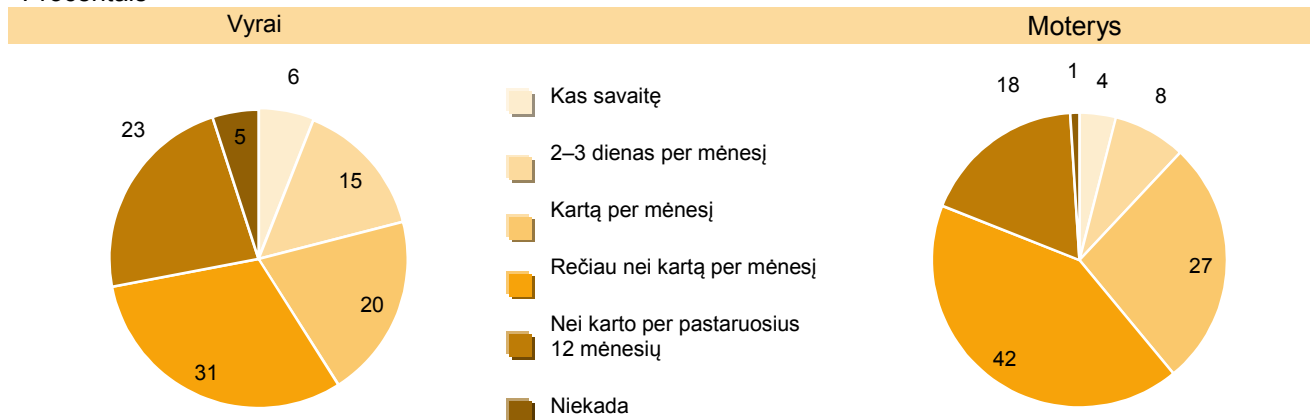 Procentais
Vyrai
Moterys
6
15
20
31
23
5
Kas savaitę
2–3 dienas per mėnesį
Kartą per mėnesį
Rečiau nei kartą per mėnesį
Nei karto per pastaruosius
12 mėnesių
Niekada
1
4
8
27
42
18